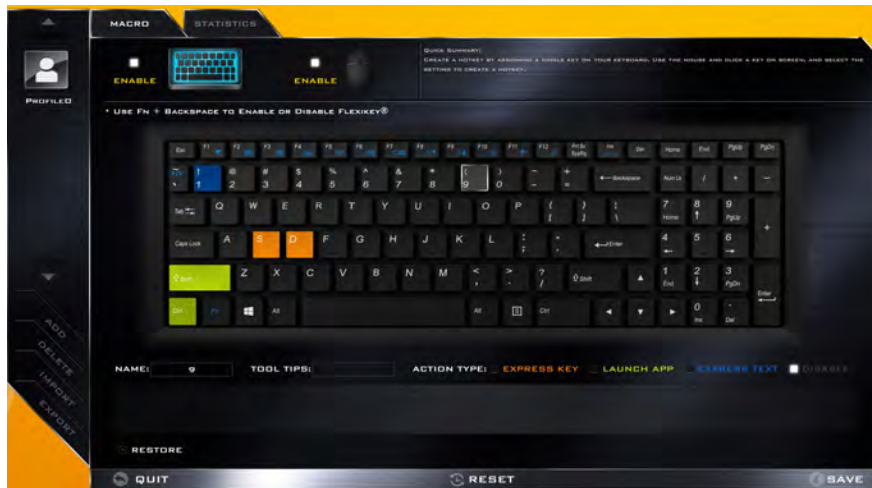 MACRO
STATISTICS
PROFILE0
ENABLE
ENABLE
QUICK SUMMARY:
CREATE A HOTKEY BY ASSIGNING A SINGLE KEY ON YOUR KEYBOARD. USE THE MOUSE AND CLICK A KEY ON SCREEN, AND SELECT THE
SETTING TO CREATE A HOTKEY.
* USE FN + BACKSPACE TO ENABLE OR DISABLE FLEXIKEY®
Esc F1 F2 F3 F4 F5 F6 F7 F8 F9 F10 F11 F12 Prt Sc SysRq Ins Del Home End PgUp PgDn
~ ` ! 1 @ 2 # 3 $ 4 % 5 ^ 6 & 7 * 8 ( 9 ) 0 _ - + = ←Backspace Num Lk / * −
Tab Q W E R T Y U I O P { [ } ] | \ 7 Home 8 ↑ 9 PgUp +
Caps Lock A S D F G H J K L : ; " ' Enter 4 ← 5 6 →
⇧ Shift Z X C V B N M < , > . ? / ⇧ Shift ▲ 1 End 2 ↓ 3 PgDn Enter
Ctrl Fn Alt Alt Ctrl ◄ ▼ ► 0 Ins . Del
NAME: 9 TOOL TIPS: ACTION TYPE: EXPRESS KEY LAUNCH APP EXPRESS TEXT DISABLE
ADD
DELETE
IMPORT
EXPORT
RESTORE
QUIT
RESET
SAVE